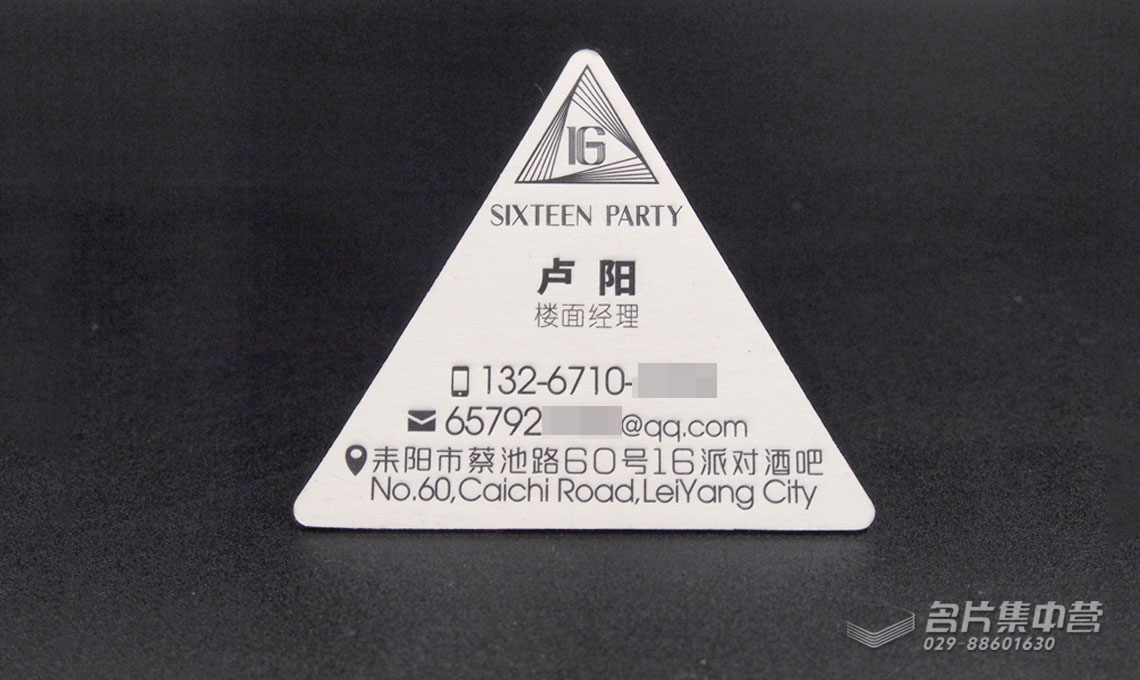 16
SIXTEEN PARTY
卢 阳
楼面经理
132-6710-
65792 @qq.com
耒阳市蔡池路60号16派对酒吧
No.60,Caichi Road,LeiYang City
名片集中营
029-88601630